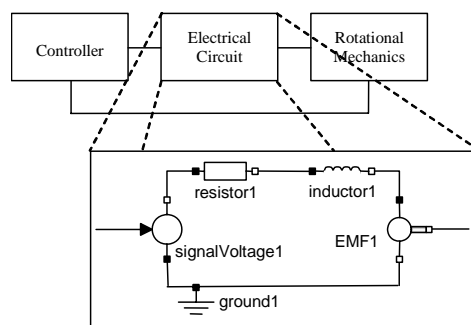 Controller
Electrical
Circuit
Rotational
Mechanics
resistor1
inductor1
signalVoltage1
EMF1
ground1